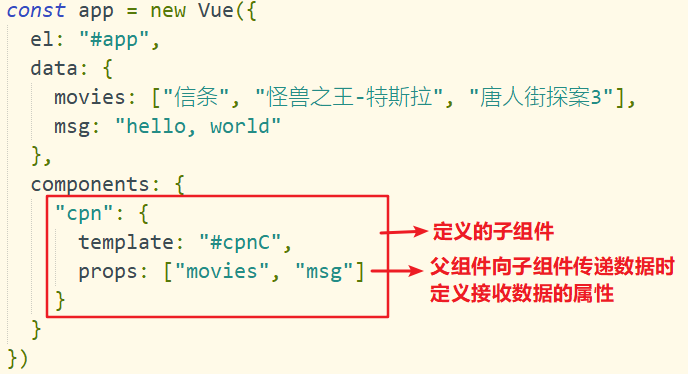 const app = new Vue({
el: "#app",
data: {
movies: ["信条", "怪兽之王-特斯拉", "唐人街探案3"],
msg: "hello, world"
},
components: {
"cpn": {
template: "#cpnC",
定义的子组件
props: ["movies", "msg"]
父组件向子组件传递数据时
定义接收数据的属性
}
}
})